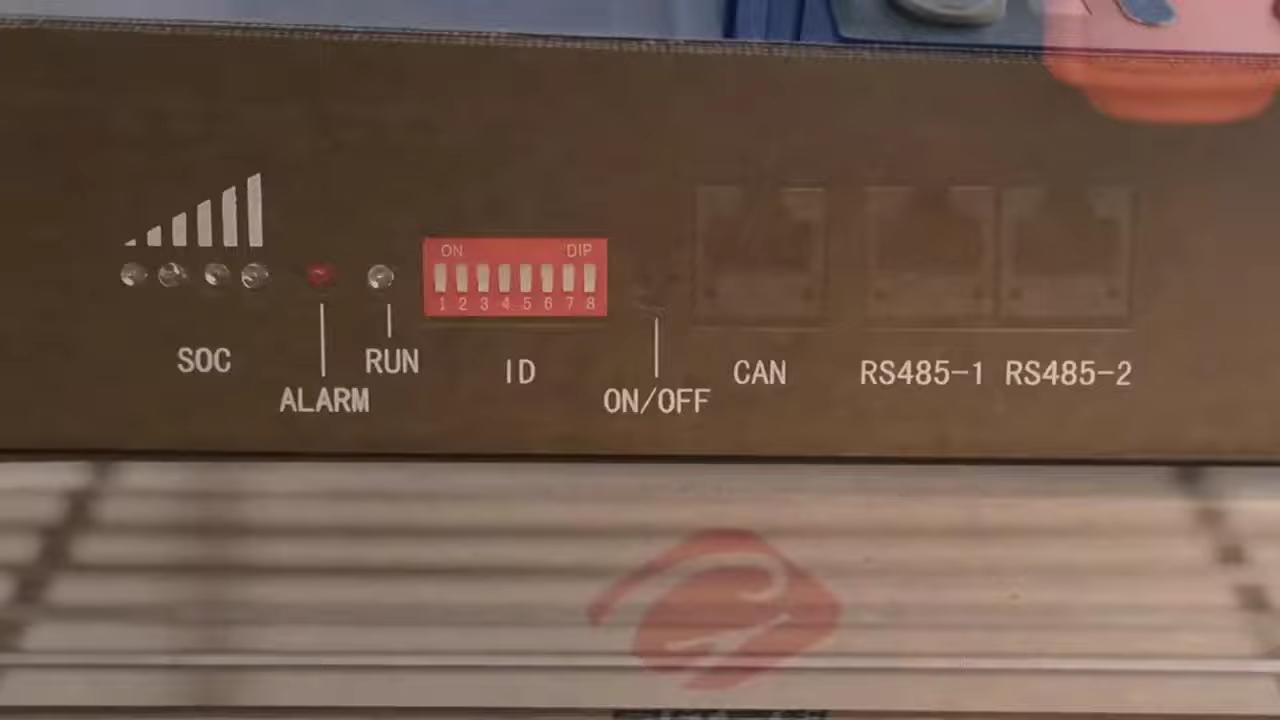 ON DIP
1 2 3 4 5 6 7 8
SOC
ALARM
RUN
ID
ON/OFF
CAN
RS485-1
RS485-2